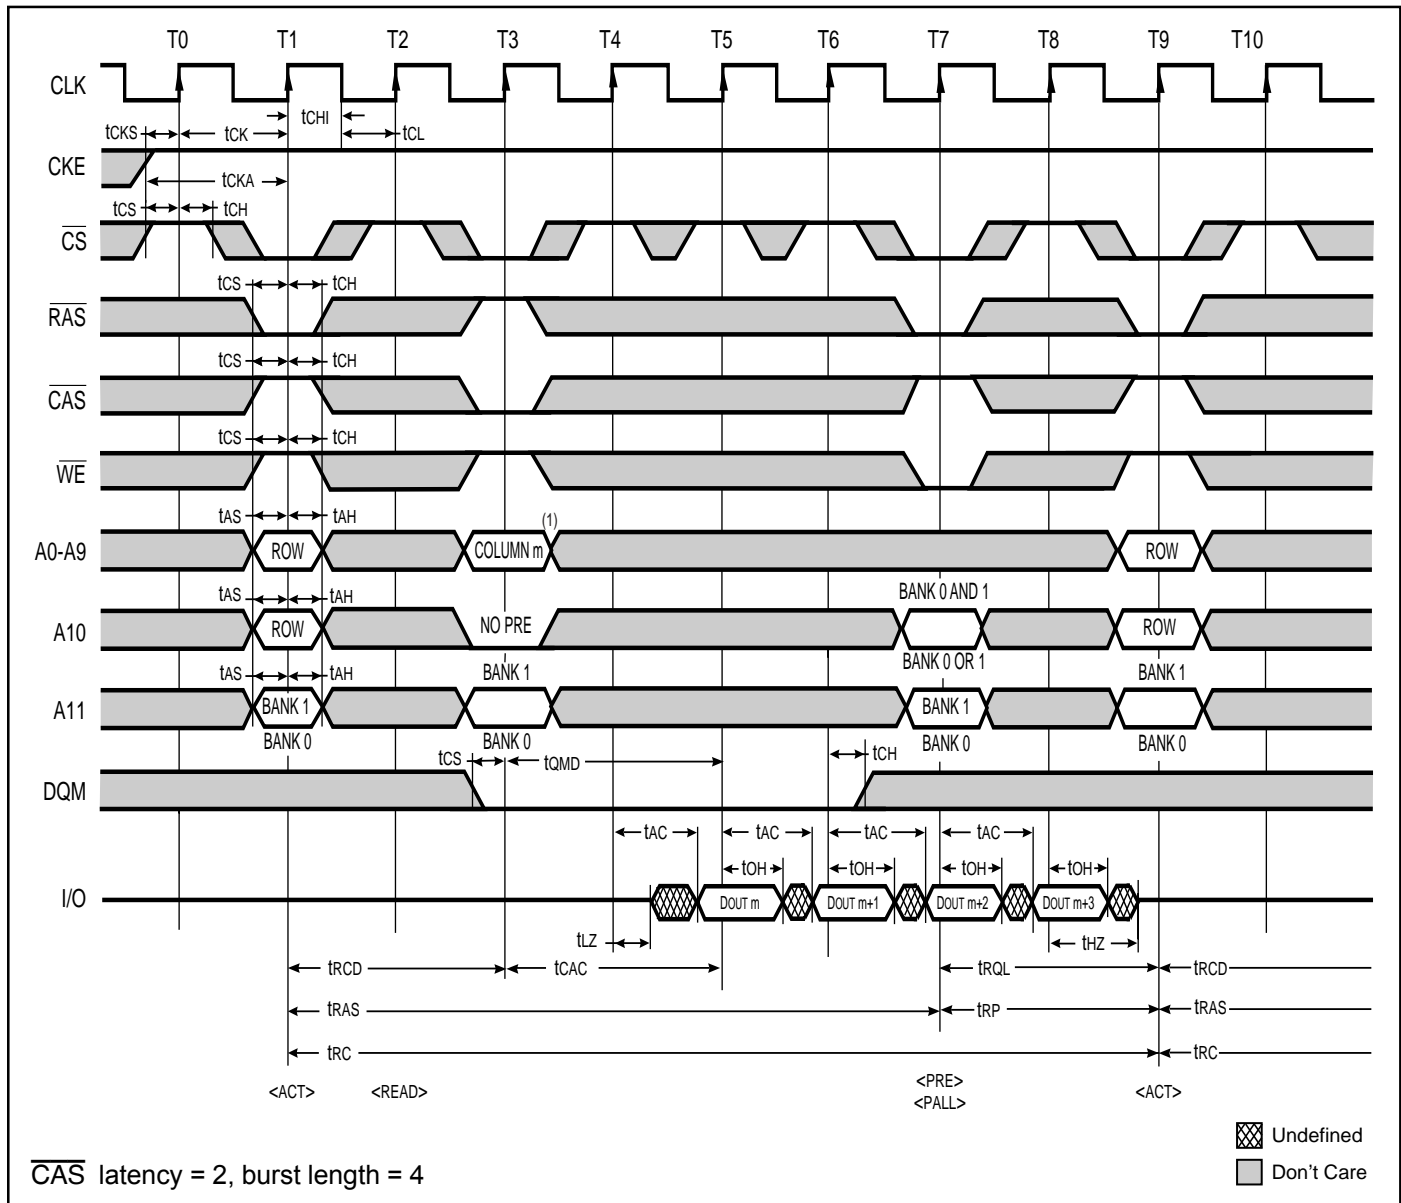 T0 T1 T2 T3 T4 T5 T6 T7 T8 T9 T10
CLK
tCHI
tCKS tCK tCL
CKE
tCKA
tCS tCH
CS
tCS tCH
RAS
tCS tCH
CAS
tCS tCH
WE
tAS tAH (1)
A0-A9 ROW COLUMN m ROW
BANK 0 AND 1
tAS tAH
A10 ROW NO PRE ROW
BANK 0 OR 1
tAS tAH BANK 1 BANK 1
A11 BANK 1 BANK 1
BANK 0 BANK 0 BANK 0 BANK 0
tCS tQMD tCH
DQM
tAC tAC tAC tAC
tOH tOH tOH tOH
I/O DOUT m DOUT m+1 DOUT m+2 DOUT m+3
tLZ tHZ
tRCD tCAC tRQL tRCD
tRAS tRP tRAS
tRC tRC
<ACT> <READ> <PRE> <ACT>
<PALL>
Undefined
Don't Care
CAS latency = 2, burst length = 4